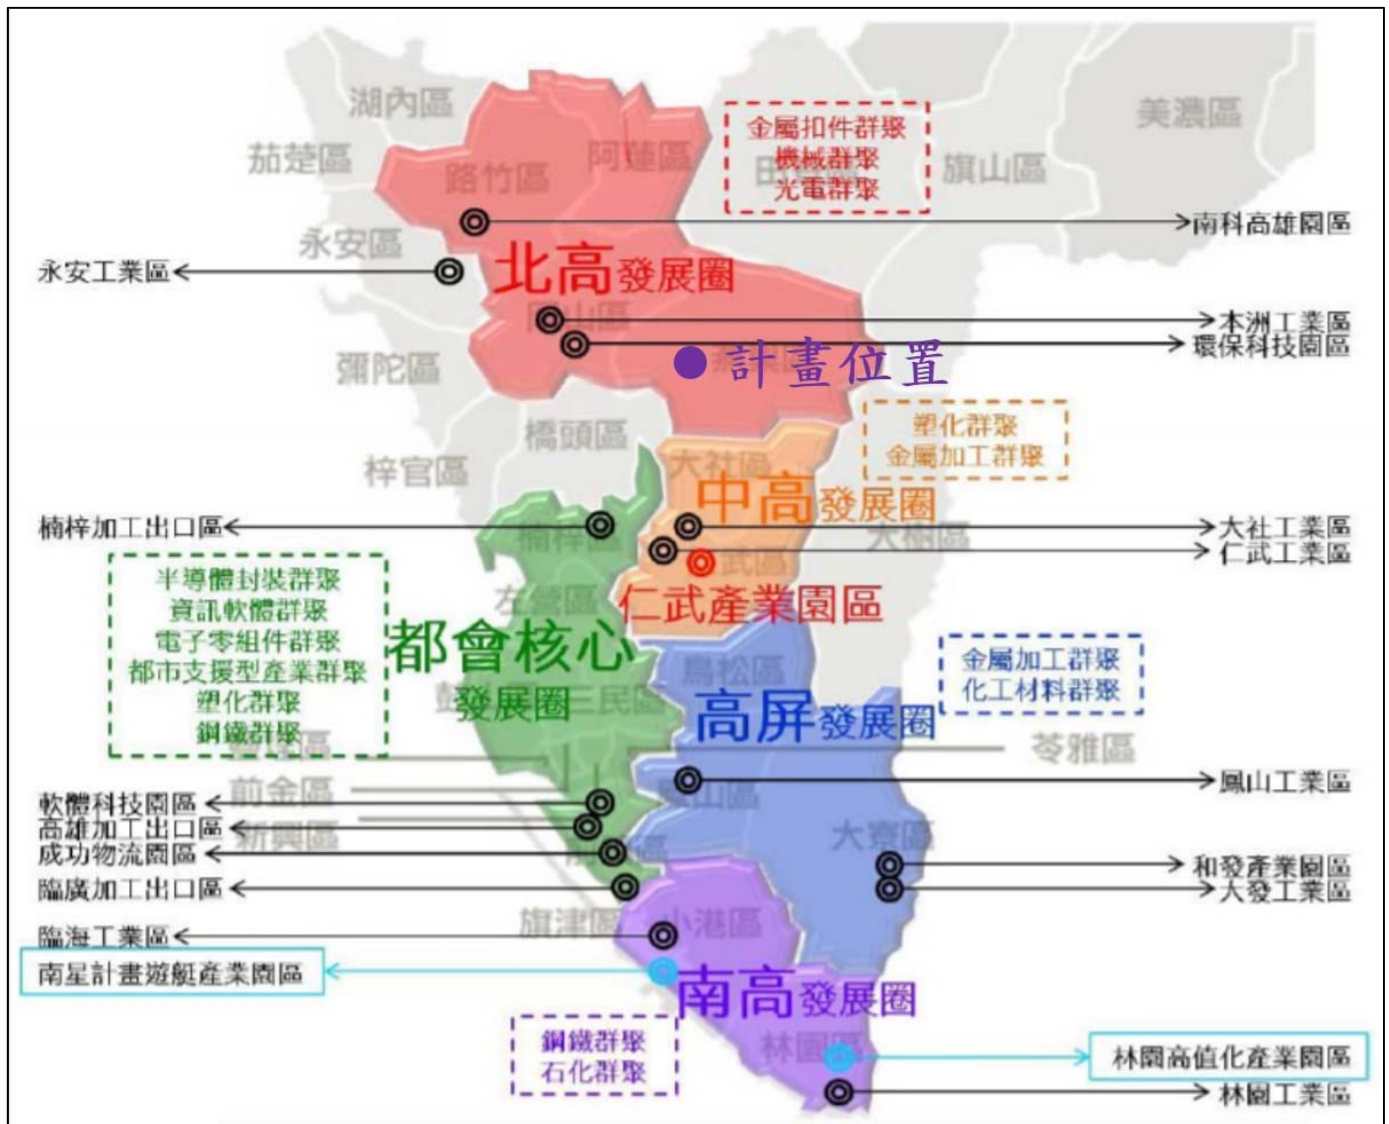 湖內區
美濃區
茄萣區
路竹區
阿蓮區
金屬扣件群聚
機械群聚
光電群聚
旗山區
南科高雄園區
永安區
永安工業區
北高發展圈
本洲工業區
環保科技園區
計畫位置
彌陀區
橋頭區
梓官區
塑化群聚
金屬加工群聚
大社區
中高發展圈
楠梓加工出口區
楠梓區
大樹區
大社工業區
仁武工業區
武區
仁武產業園區
半導體封裝群聚
資訊軟體群聚
電子零組件群聚
都市支援型產業群聚
塑化群聚
鋼鐵群聚
左營區
都會核心
發展圈
三民區
鳥松區
高屏發展圈
金屬加工群聚
化工材料群聚
苓雅區
前金區
新興區
鳳山工業區
軟體科技園區
高雄加工出口區
成功物流園區
臨廣加工出口區
大寮區
和發產業園區
大發工業區
旗津區
小港區
臨海工業區
南星計畫遊艇產業園區
南高發展圈
鋼鐵群聚
石化群聚
林園區
林園高值化產業園區
林園工業區